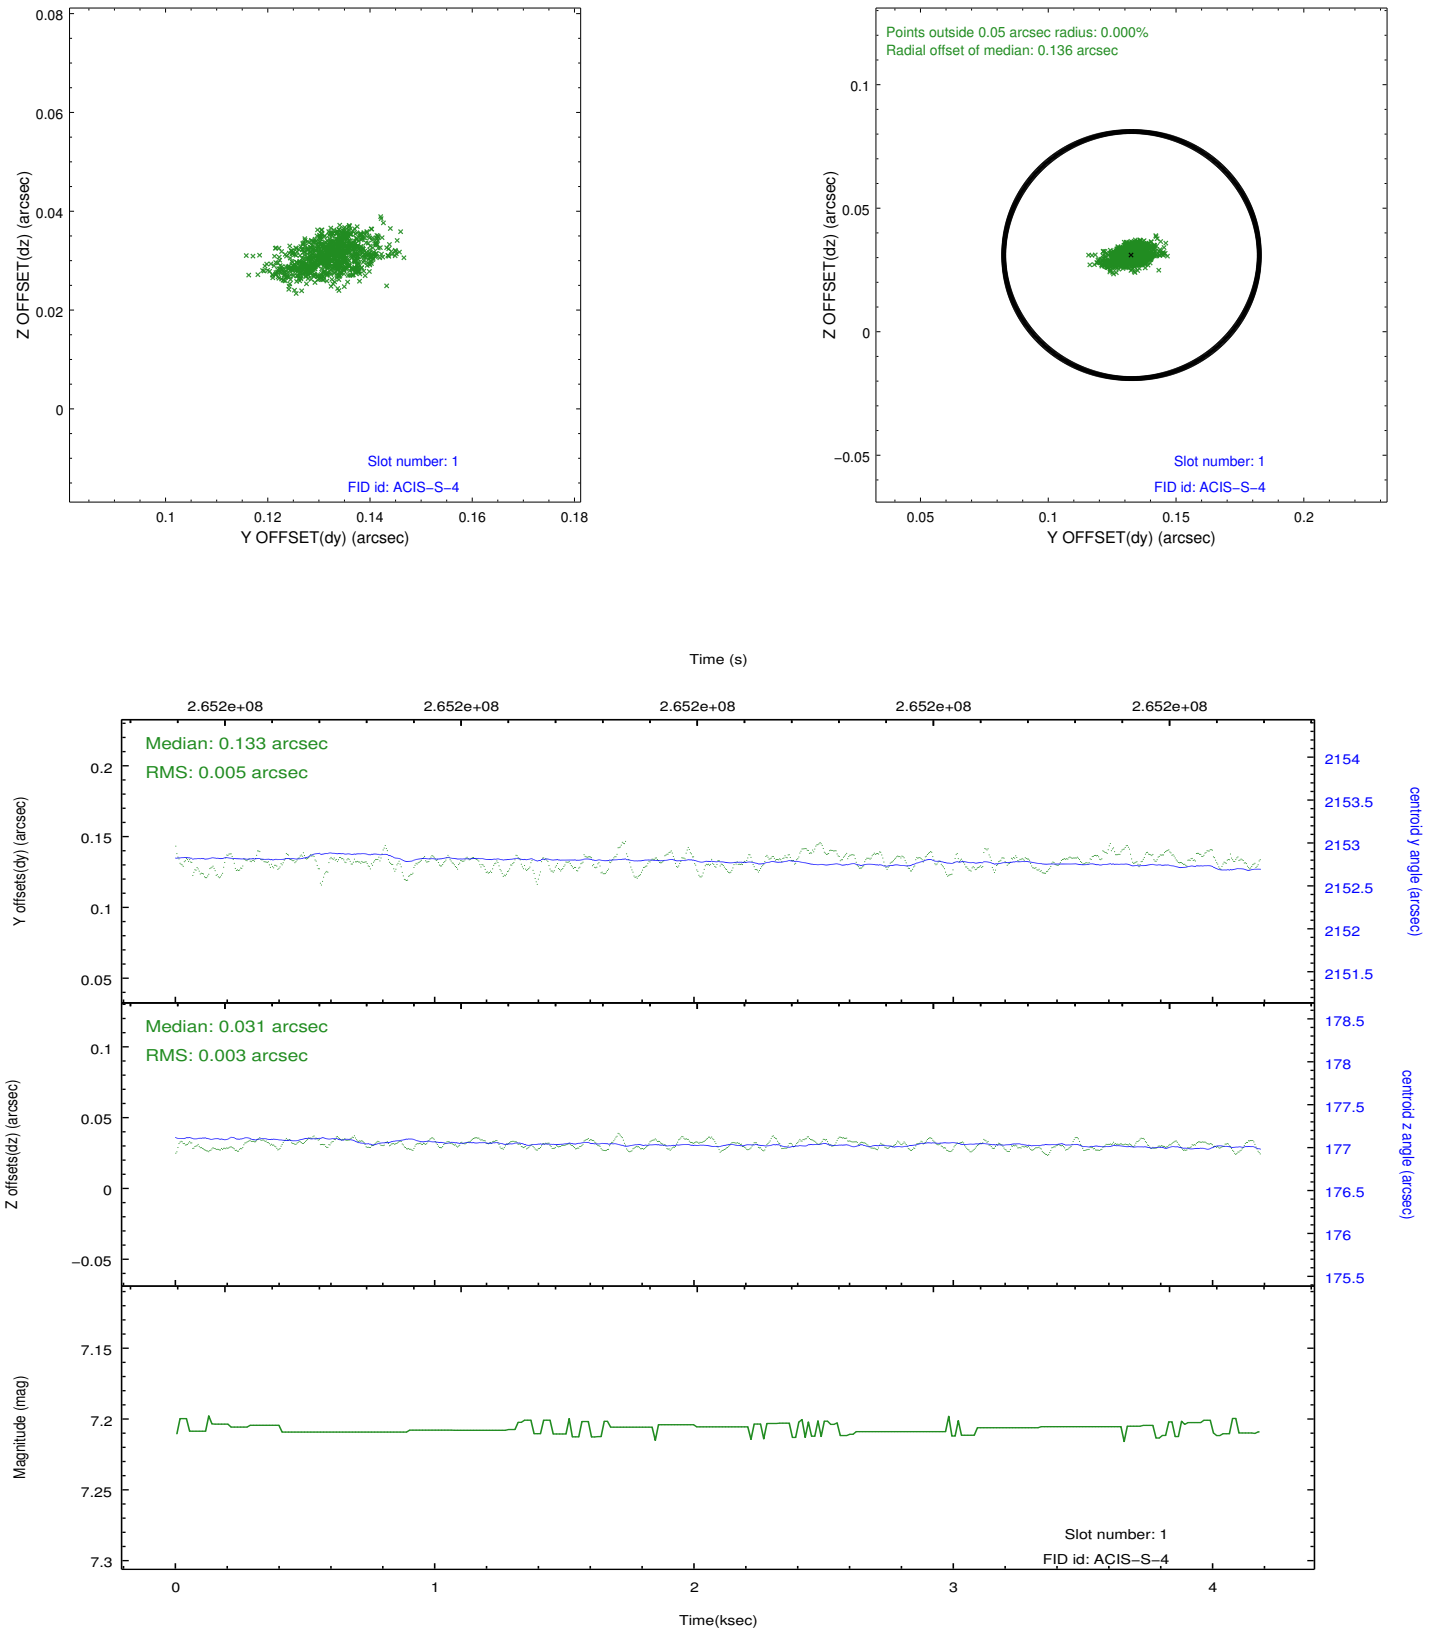 0.08
0.06
0.04
0.02
0
Z OFFSET(dz) (arcsec)
Slot number: 1
FID id: ACIS−S−4
0.1
0.12
0.14
0.16
0.18
Y OFFSET(dy) (arcsec)
Points outside 0.05 arcsec radius: 0.000%
Radial offset of median: 0.136 arcsec
0.1
0.05
0
−0.05
Z OFFSET(dz) (arcsec)
Slot number: 1
FID id: ACIS−S−4
0.05
0.1
0.15
0.2
Y OFFSET(dy) (arcsec)
Time (s)
2.652e+08
2.652e+08
2.652e+08
2.652e+08
2.652e+08
Median: 0.133 arcsec
RMS: 0.005 arcsec
0.2
0.15
0.1
0.05
Y offsets(dy) (arcsec)
2154
2153.5
2153
2152.5
2152
2151.5
centroid y angle (arcsec)
Median: 0.031 arcsec
RMS: 0.003 arcsec
0.1
0.05
0
−0.05
Z offsets(dz) (arcsec)
178.5
178
177.5
177
176.5
176
175.5
centroid z angle (arcsec)
7.15
7.2
7.25
7.3
Magnitude (mag)
Slot number: 1
FID id: ACIS−S−4
0
1
2
3
4
Time(ksec)